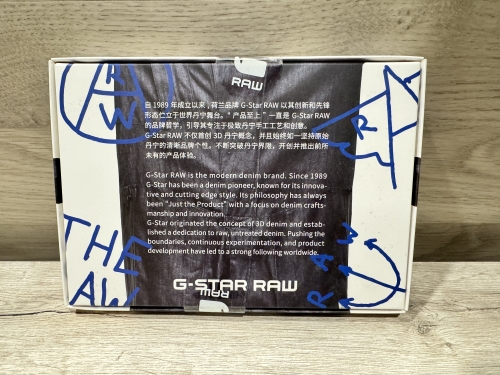 RAW
自 1989 年成立以来，荷兰品牌 G-Star RAW 以其创新和先锋
形态伫立于世界丹宁舞台。“产品至上”一直是 G-Star RAW
的品牌哲学，引导其专注于极致丹宁手工工艺和创意。
G-Star RAW 不仅首创 3D 丹宁概念，并且始终如一坚持原始
丹宁的清晰品牌个性。不断突破丹宁界限，开创并推出前所
未有的产品体验。
G-Star RAW is the modern denim brand. Since 1989
G-Star has been a denim pioneer, known for its innova-
tive and cutting edge style. Its philosophy has always
been "Just the Product" with a focus on denim crafts-
manship and innovation.
G-Star originated the concept of 3D denim and estab-
lished a dedication to raw, untreated denim. Pushing the
boundaries, continuous experimentation, and product
development have led to a strong following worldwide.
G-STAR RAW
RAW
R
W
R
THE
RAW
AW